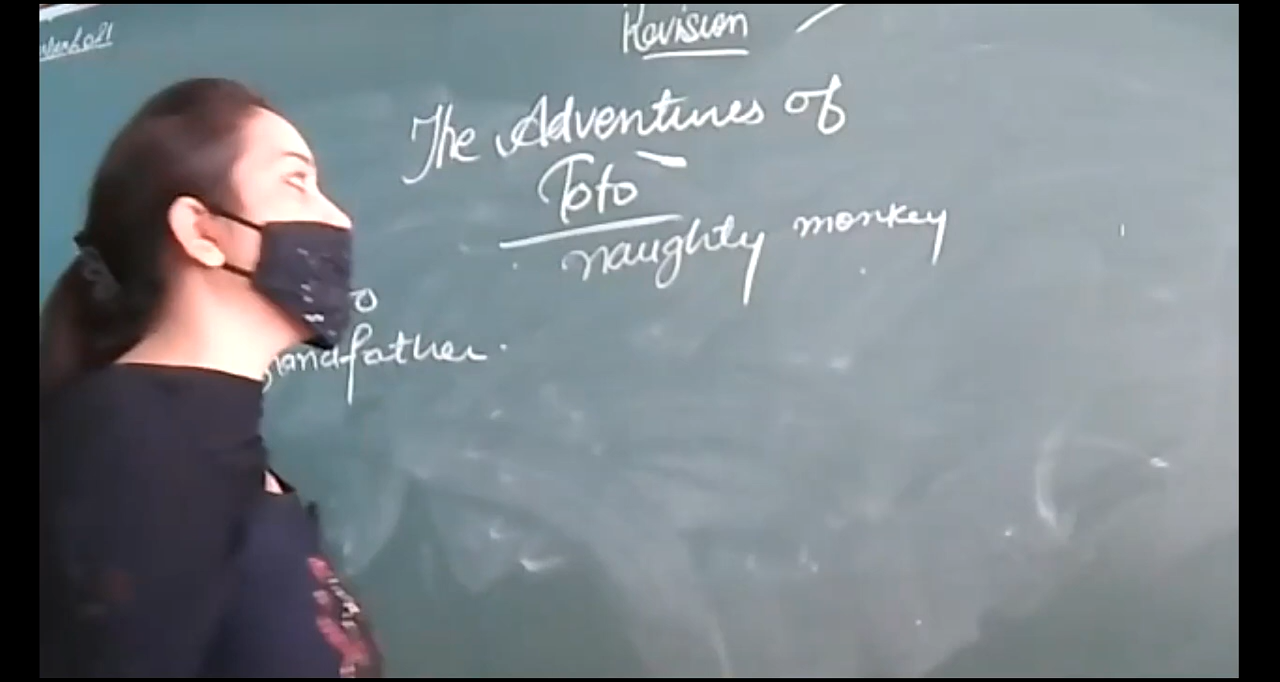 Revision
The Adventures of
Toto
naughty monkey
grandfather.